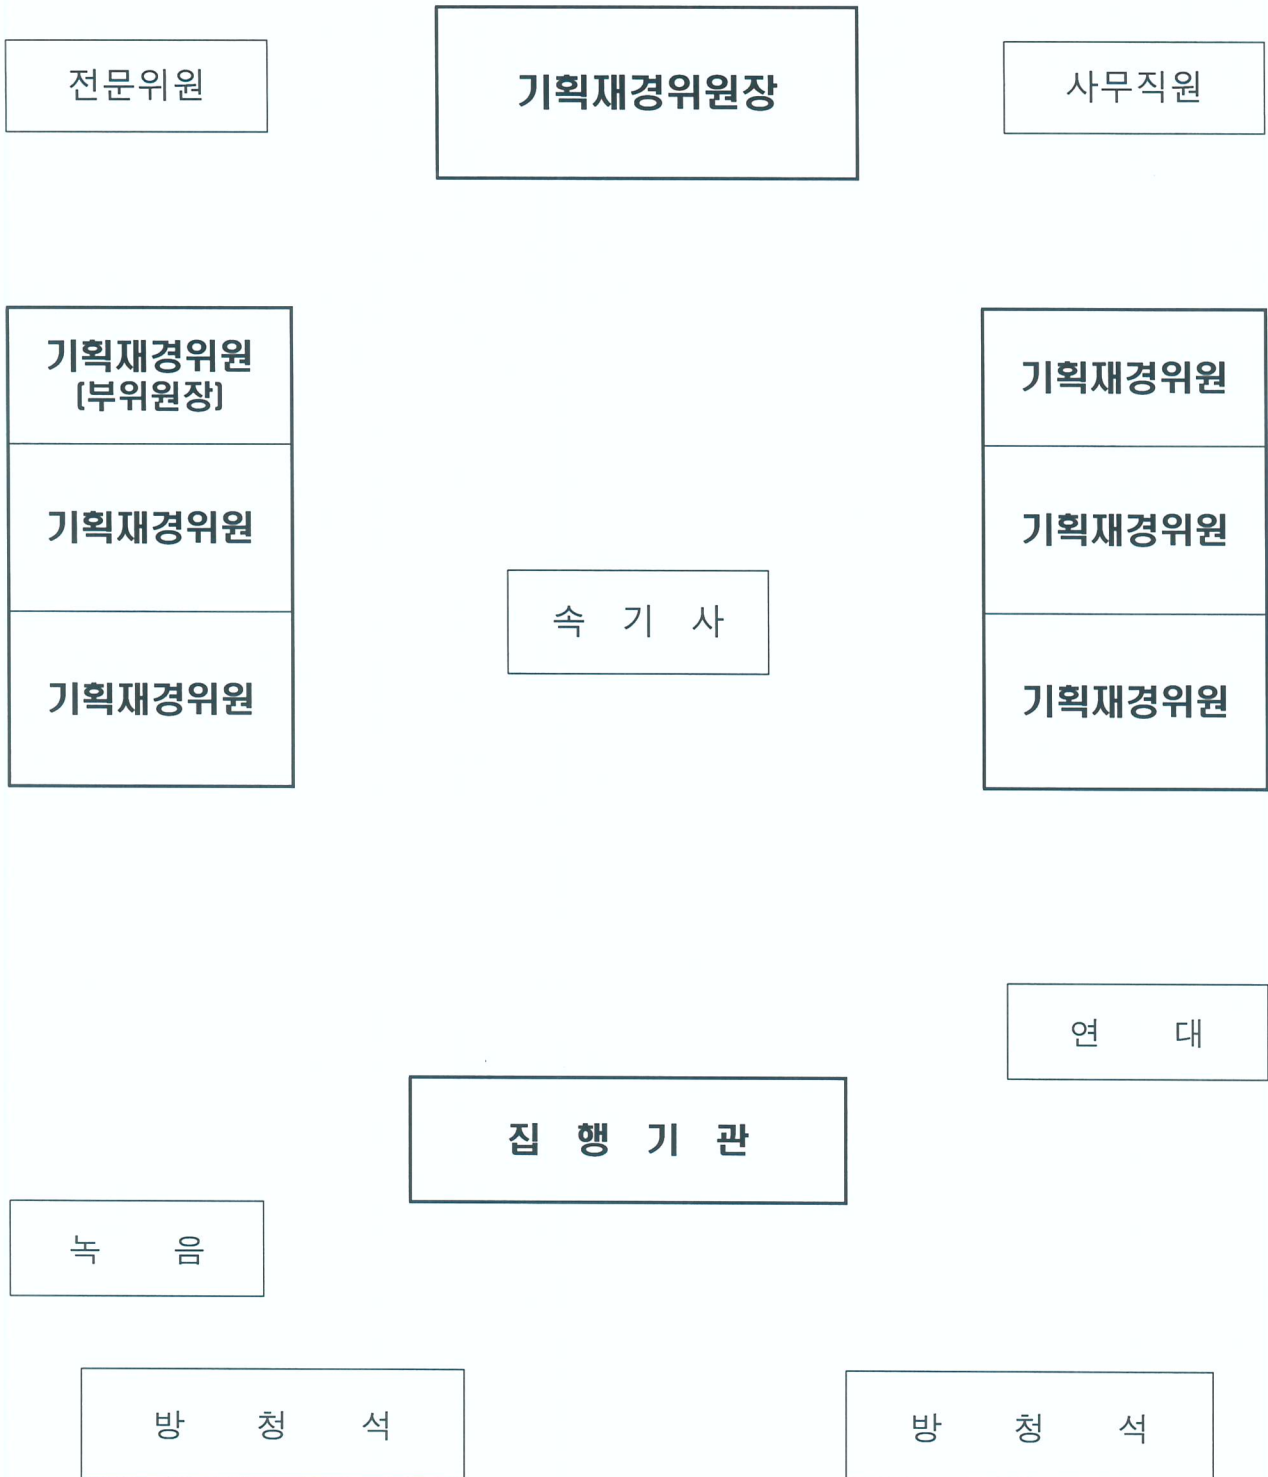 전문위원
기획재경위원장
사무직원
기획재경위원
(부위원장)
기획재경위원
기획재경위원
기획재경위원
기획재경위원
기획재경위원
속 기 사
연 대
집 행 기 관
녹 음
방 청 석
방 청 석